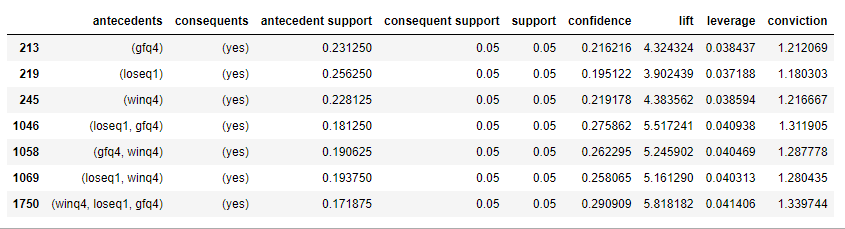 antecedents consequents antecedent support consequent support support confidence lift leverage conviction
213 (gfq4) (yes) 0.231250 0.05 0.05 0.216216 4.324324 0.038437 1.212069
219 (loseq1) (yes) 0.256250 0.05 0.05 0.195122 3.902439 0.037188 1.180303
245 (winq4) (yes) 0.228125 0.05 0.05 0.219178 4.383562 0.038594 1.216667
1046 (loseq1, gfq4) (yes) 0.181250 0.05 0.05 0.275862 5.517241 0.040938 1.311905
1058 (gfq4, winq4) (yes) 0.190625 0.05 0.05 0.262295 5.245902 0.040469 1.287778
1069 (loseq1, winq4) (yes) 0.193750 0.05 0.05 0.258065 5.161290 0.040313 1.280435
1750 (winq4, loseq1, gfq4) (yes) 0.171875 0.05 0.05 0.290909 5.818182 0.041406 1.339744